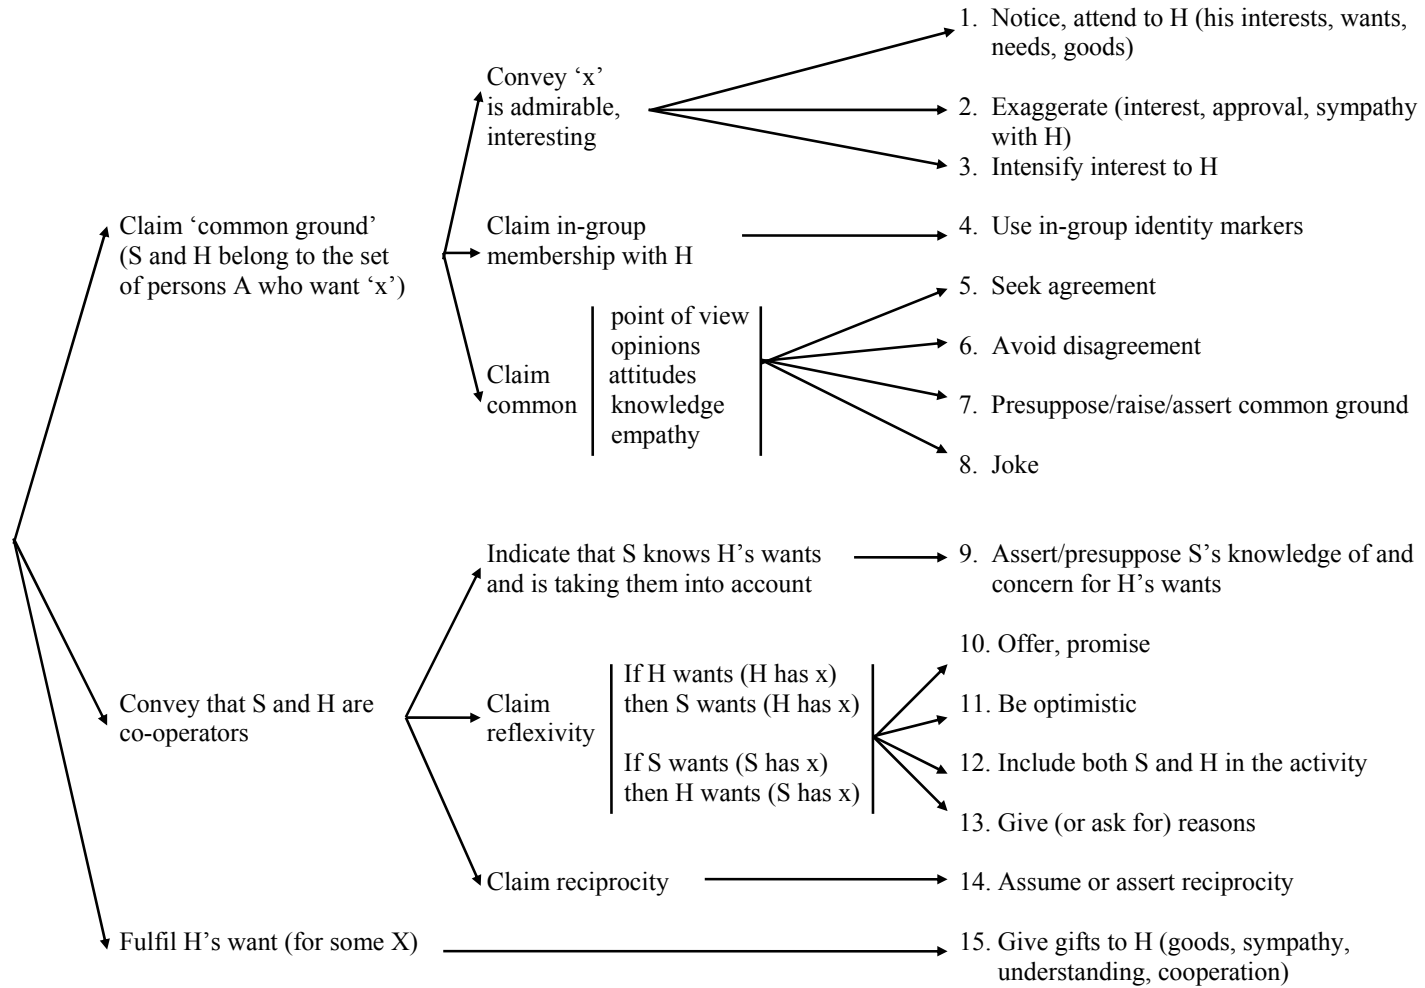 1. Notice, attend to H (his interests, wants,
needs, goods)
Convey ‘x’
is admirable,
interesting
2. Exaggerate (interest, approval, sympathy
with H)
3. Intensify interest to H
Claim ‘common ground’
(S and H belong to the set
of persons A who want ‘x’)
Claim in-group
membership with H
4. Use in-group identity markers
Claim
common
point of view
opinions
attitudes
knowledge
empathy
5. Seek agreement
6. Avoid disagreement
7. Presuppose/raise/assert common ground
8. Joke
Convey that S and H are
co-operators
Indicate that S knows H’s wants
and is taking them into account
9. Assert/presuppose S’s knowledge of and
concern for H’s wants
Claim
reflexivity
If H wants (H has x)
then S wants (H has x)
If S wants (S has x)
then H wants (S has x)
10. Offer, promise
11. Be optimistic
12. Include both S and H in the activity
13. Give (or ask for) reasons
Claim reciprocity
14. Assume or assert reciprocity
Fulfil H’s want (for some X)
15. Give gifts to H (goods, sympathy,
understanding, cooperation)